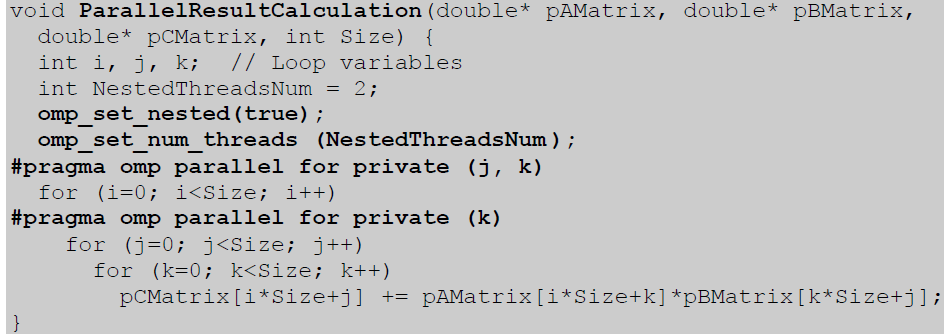 void ParallelResultCalculation(double* pAMatrix, double* pBMatrix,
  double* pCMatrix, int Size) {
  int i, j, k;  // Loop variables
  int NestedThreadsNum = 2;
  omp_set_nested(true);
  omp_set_num_threads (NestedThreadsNum);
#pragma omp parallel for private (j, k)
  for (i=0; i<Size; i++)
#pragma omp parallel for private (k)
    for (j=0; j<Size; j++)
      for (k=0; k<Size; k++)
        pCMatrix[i*Size+j] += pAMatrix[i*Size+k]*pBMatrix[k*Size+j];
}